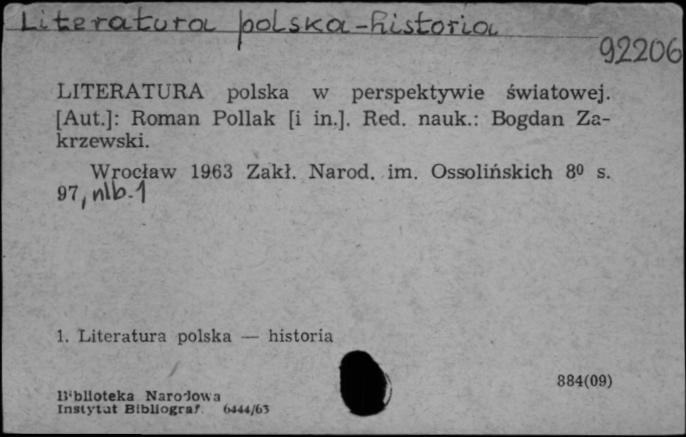 Literatura polska-historia
92206
LITERATURA polska w perspektywie światowej.
[Aut.]: Roman Pollak [i in.]. Red. nauk.: Bogdan Za-
krzewski.
Wrocław 1963 Zakł. Narod. im. Ossolińskich 8⁰ s.
97, nlb.1
1. Literatura polska — historia
884(09)
Biblioteka Narodowa
Instytut Bibliograf. 6444/63